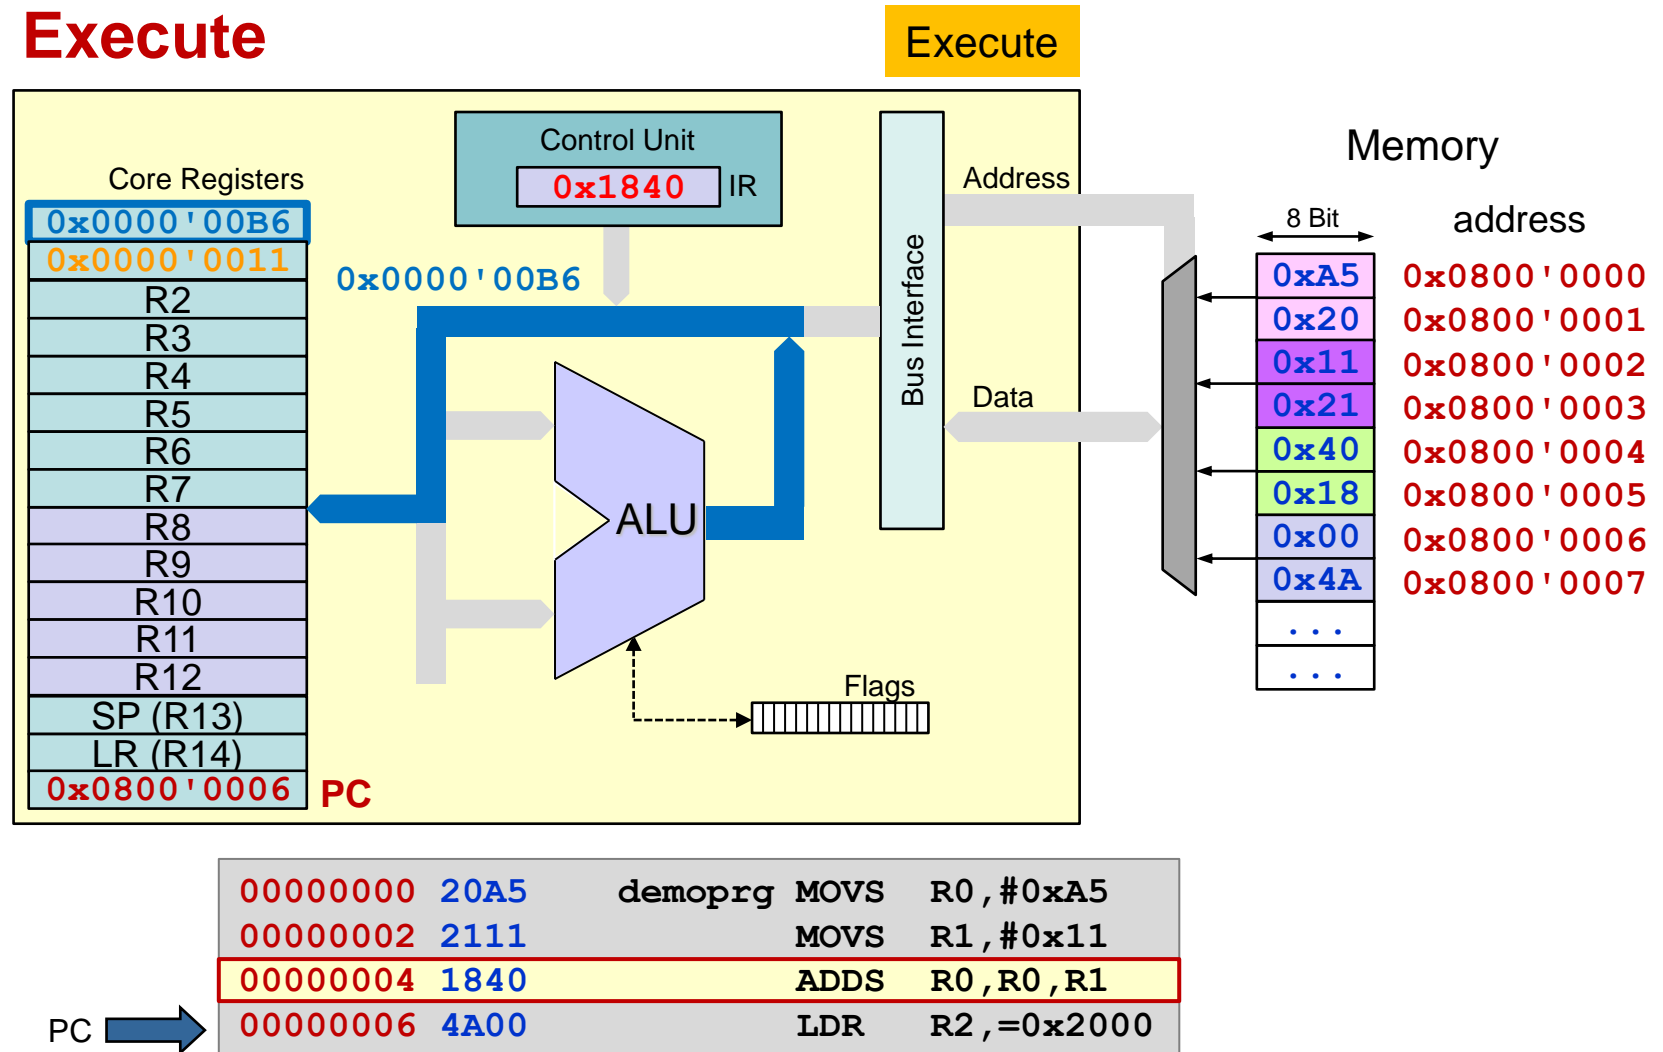 Execute
Execute
Control Unit
0x1840 IR
Core Registers
0x0000'00B6
0x0000'0011
R2
R3
R4
R5
R6
R7
R8
R9
R10
R11
R12
SP (R13)
LR (R14)
0x0800'0006 PC
0x0000'00B6
ALU
Flags
Bus Interface
Address
Data
Memory
8 Bit address
0xA5 0x0800'0000
0x20 0x0800'0001
0x11 0x0800'0002
0x21 0x0800'0003
0x40 0x0800'0004
0x18 0x0800'0005
0x00 0x0800'0006
0x4A 0x0800'0007
...
...
00000000 20A5 demoprg MOVS R0,#0xA5
00000002 2111 MOVS R1,#0x11
00000004 1840 ADDS R0,R0,R1
PC 00000006 4A00 LDR R2,=0x2000